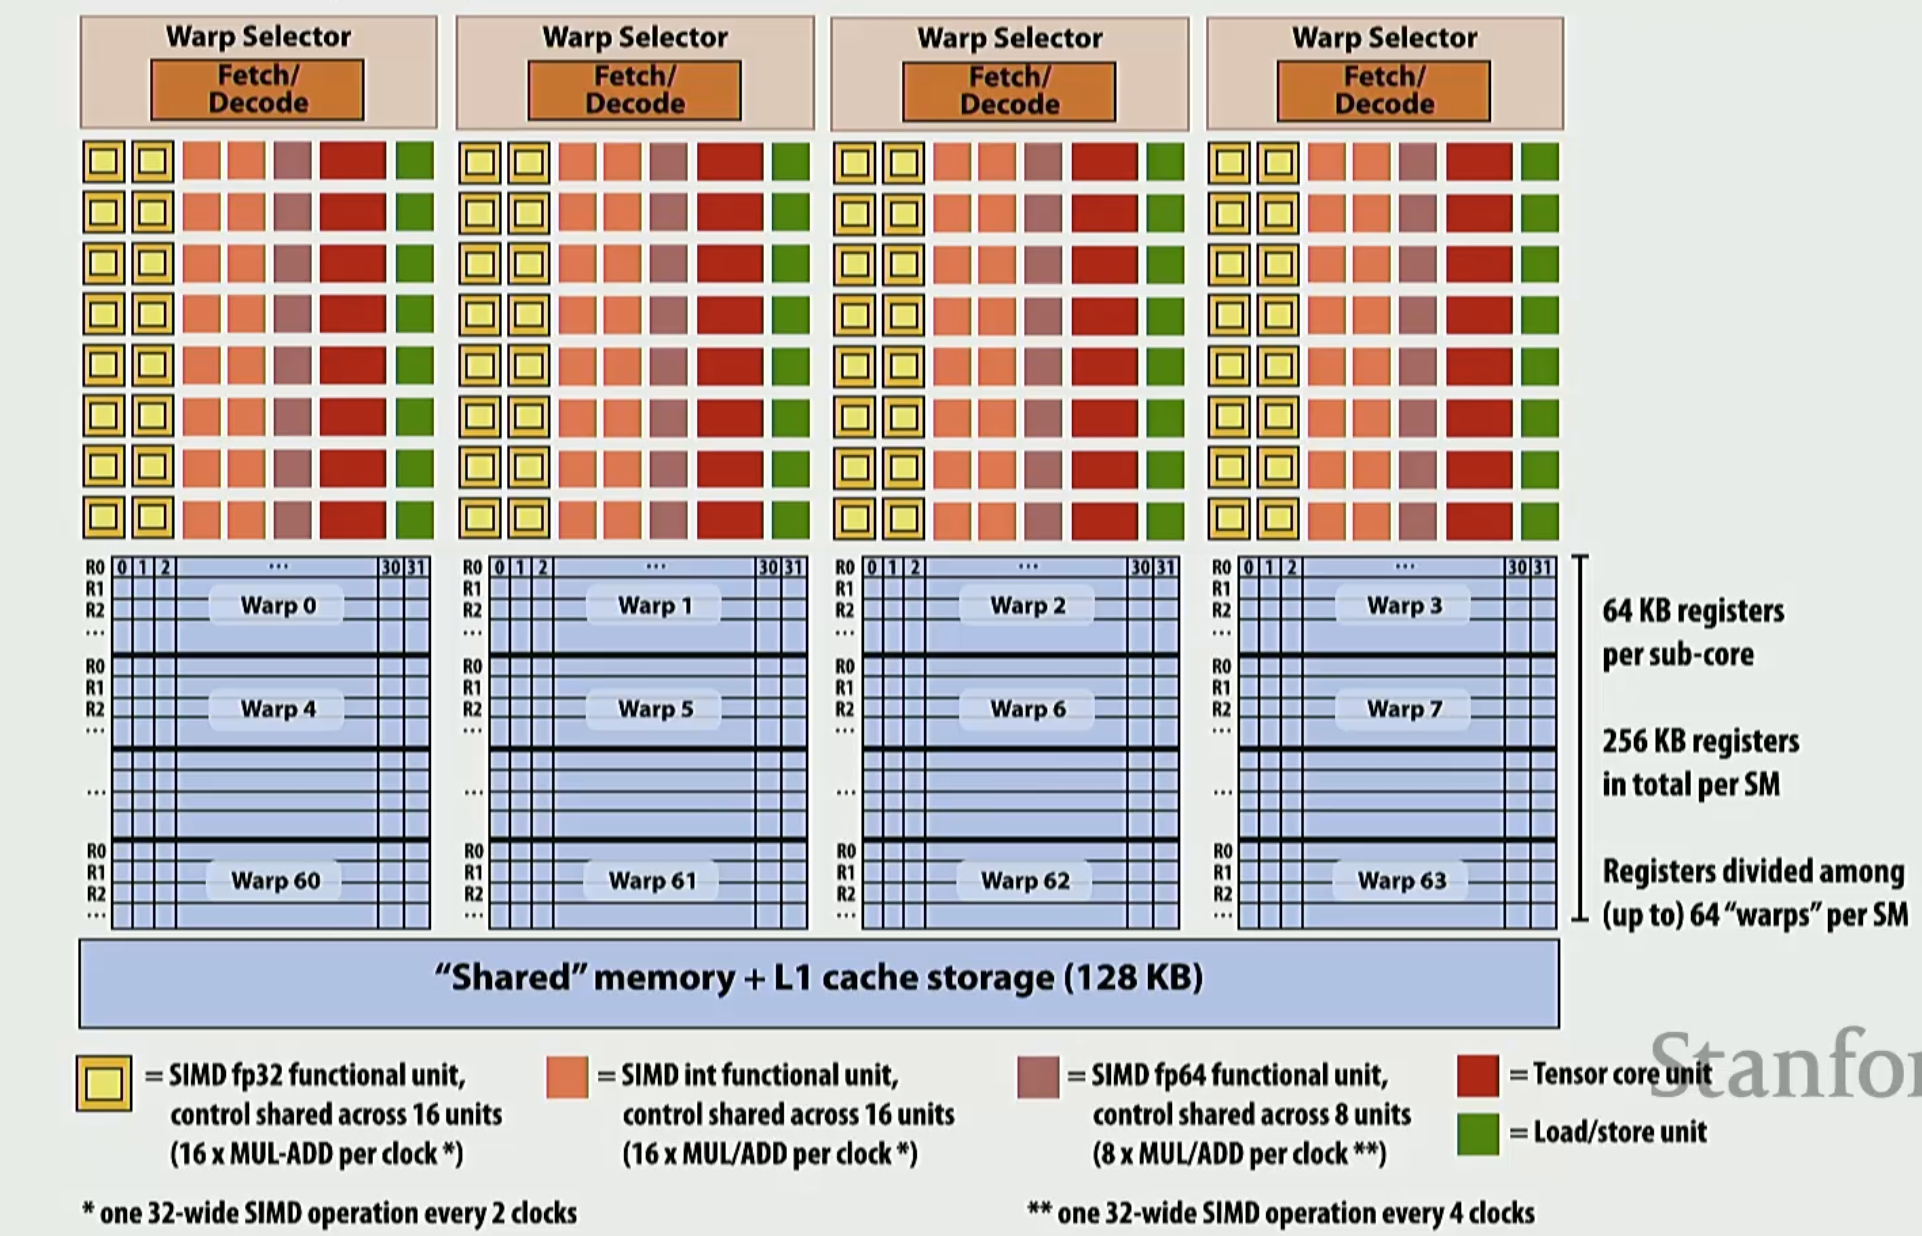 Warp Selector
Fetch/
Decode
Warp Selector
Fetch/
Decode
Warp Selector
Fetch/
Decode
Warp Selector
Fetch/
Decode
R0 0 1 2 ... 30 31
R1
R2
...
Warp 0
R0
R1
R2
...
Warp 4
...
R0
R1
R2
...
Warp 60
R0 0 1 2 ... 30 31
R1
R2
...
Warp 1
R0
R1
R2
...
Warp 5
...
R0
R1
R2
...
Warp 61
R0 0 1 2 ... 30 31
R1
R2
...
Warp 2
R0
R1
R2
...
Warp 6
...
R0
R1
R2
...
Warp 62
R0 0 1 2 ... 30 31
R1
R2
...
Warp 3
R0
R1
R2
...
Warp 7
...
R0
R1
R2
...
Warp 63
64 KB registers
per sub-core
256 KB registers
in total per SM
Registers divided among
(up to) 64 “warps” per SM
“Shared” memory + L1 cache storage (128 KB)
= SIMD fp32 functional unit,
control shared across 16 units
(16 x MUL-ADD per clock *)
= SIMD int functional unit,
control shared across 16 units
(16 x MUL/ADD per clock *)
= SIMD fp64 functional unit,
control shared across 8 units
(8 x MUL/ADD per clock **)
= Tensor core unit
= Load/store unit
Stanfor
* one 32-wide SIMD operation every 2 clocks
** one 32-wide SIMD operation every 4 clocks